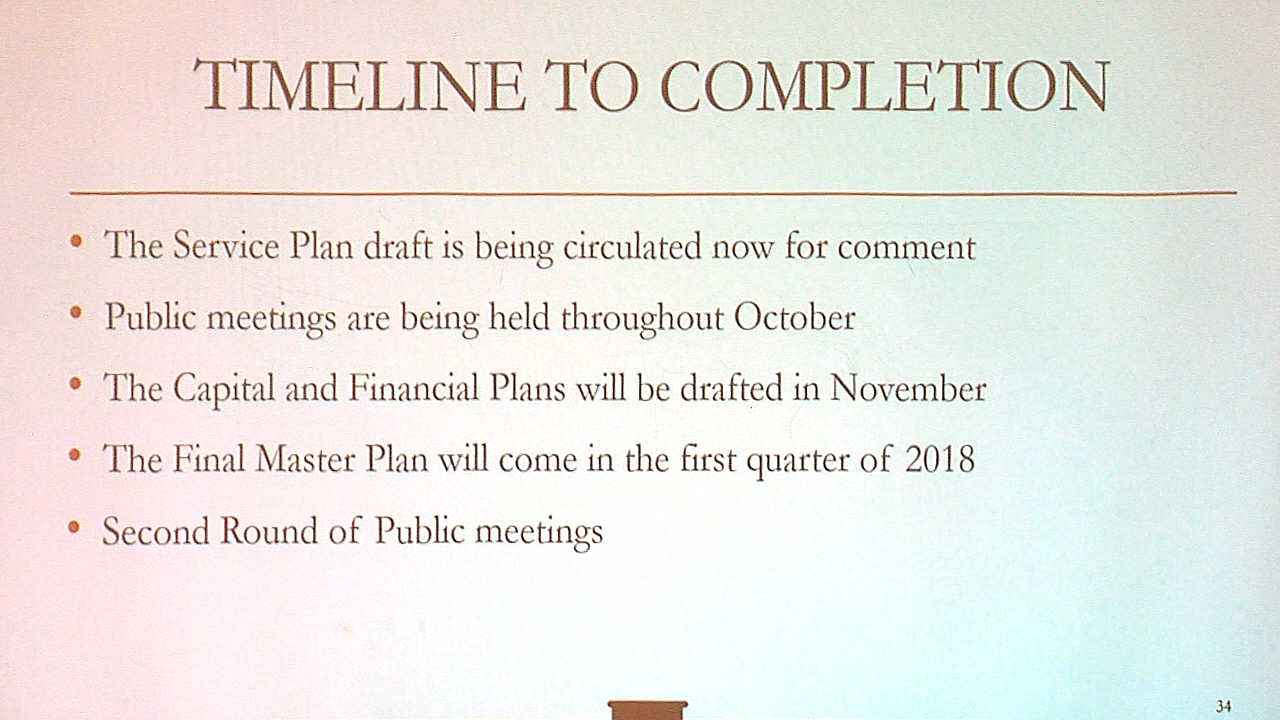 TIMELINE TO COMPLETION
• The Service Plan draft is being circulated now for comment
• Public meetings are being held throughout October
• The Capital and Financial Plans will be drafted in November
• The Final Master Plan will come in the first quarter of 2018
• Second Round of Public meetings
34